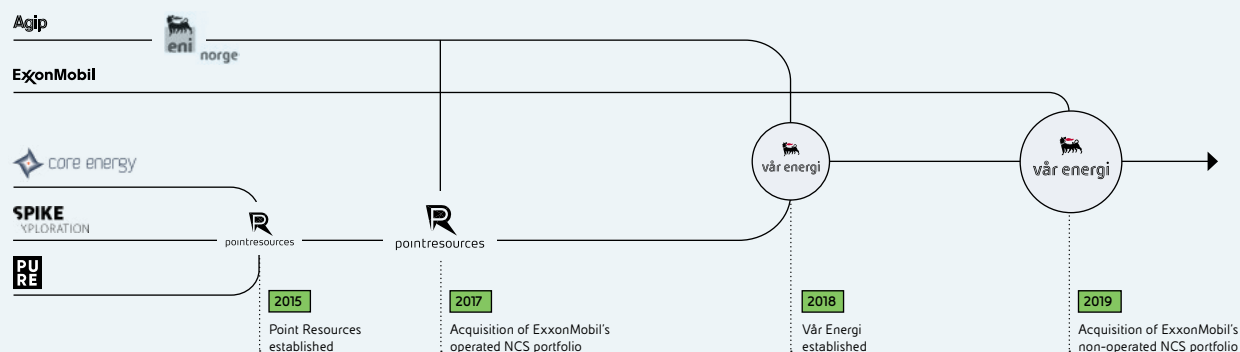 Agip
eni
norge
ExxonMobil
core energy
SPIKE
XPLORATION
PU
RE
pointresources
pointresources
vår energi
vår energi
2015
Point Resources
established
2017
Acquisition of ExxonMobil's
operated NCS portfolio
2018
Vår Energi
established
2019
Acquisition of ExxonMobil's
non-operated NCS portfolio